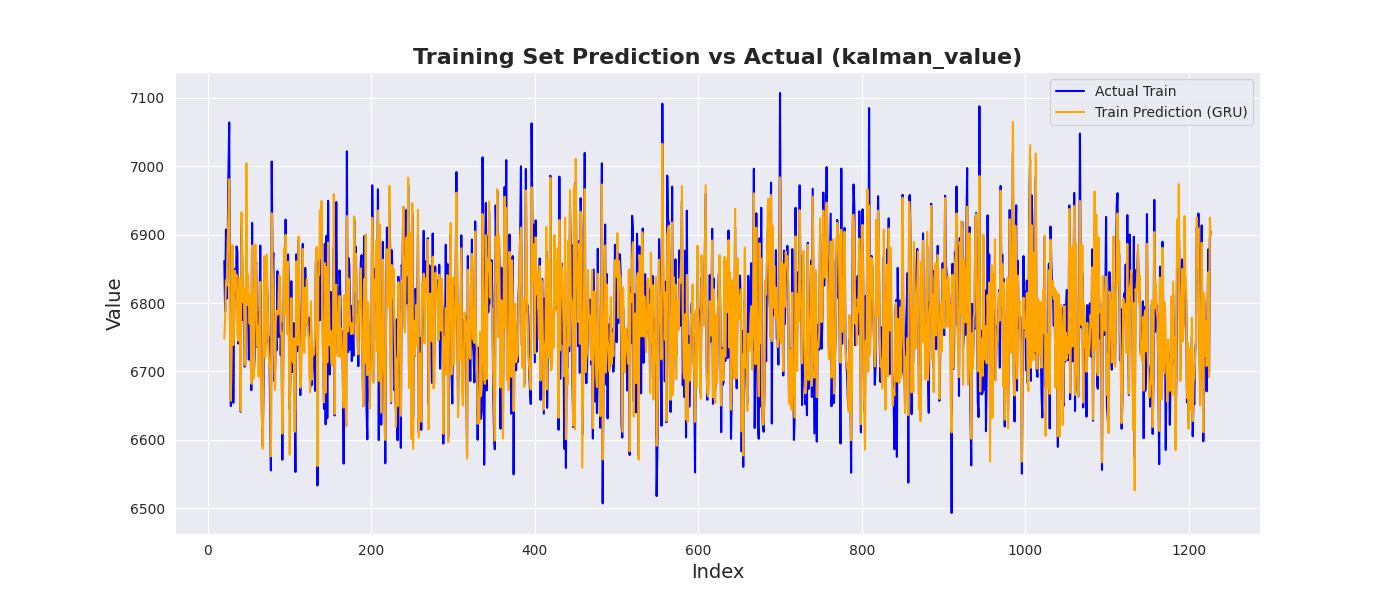 Training Set Prediction vs Actual (kalman_value)
Actual Train
Train Prediction (GRU)
Value
7100
7000
6900
6800
6700
6600
6500
0 200 400 600 800 1000 1200
Index